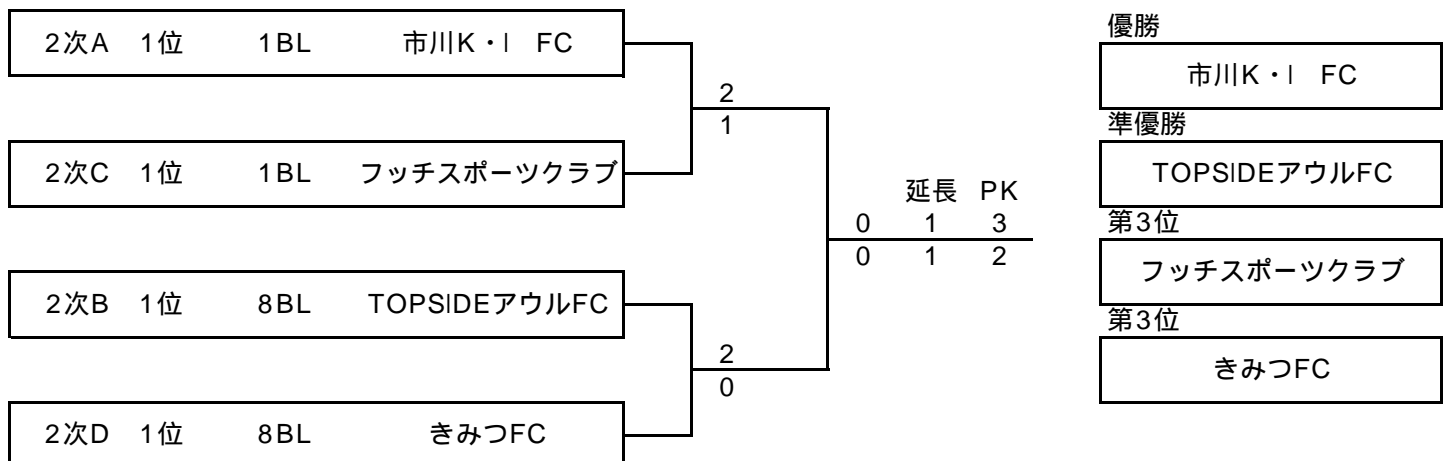 2次A 1位 1BL 市川K・I FC
2
1
2次C 1位 1BL フッチスポーツクラブ
延長 PK
0 1 3
0 1 2
2次B 1位 8BL TOPSIDEアウルFC
2
0
2次D 1位 8BL きみつFC
優勝
市川K・I FC
準優勝
TOPSIDEアウルFC
第3位
フッチスポーツクラブ
第3位
きみつFC